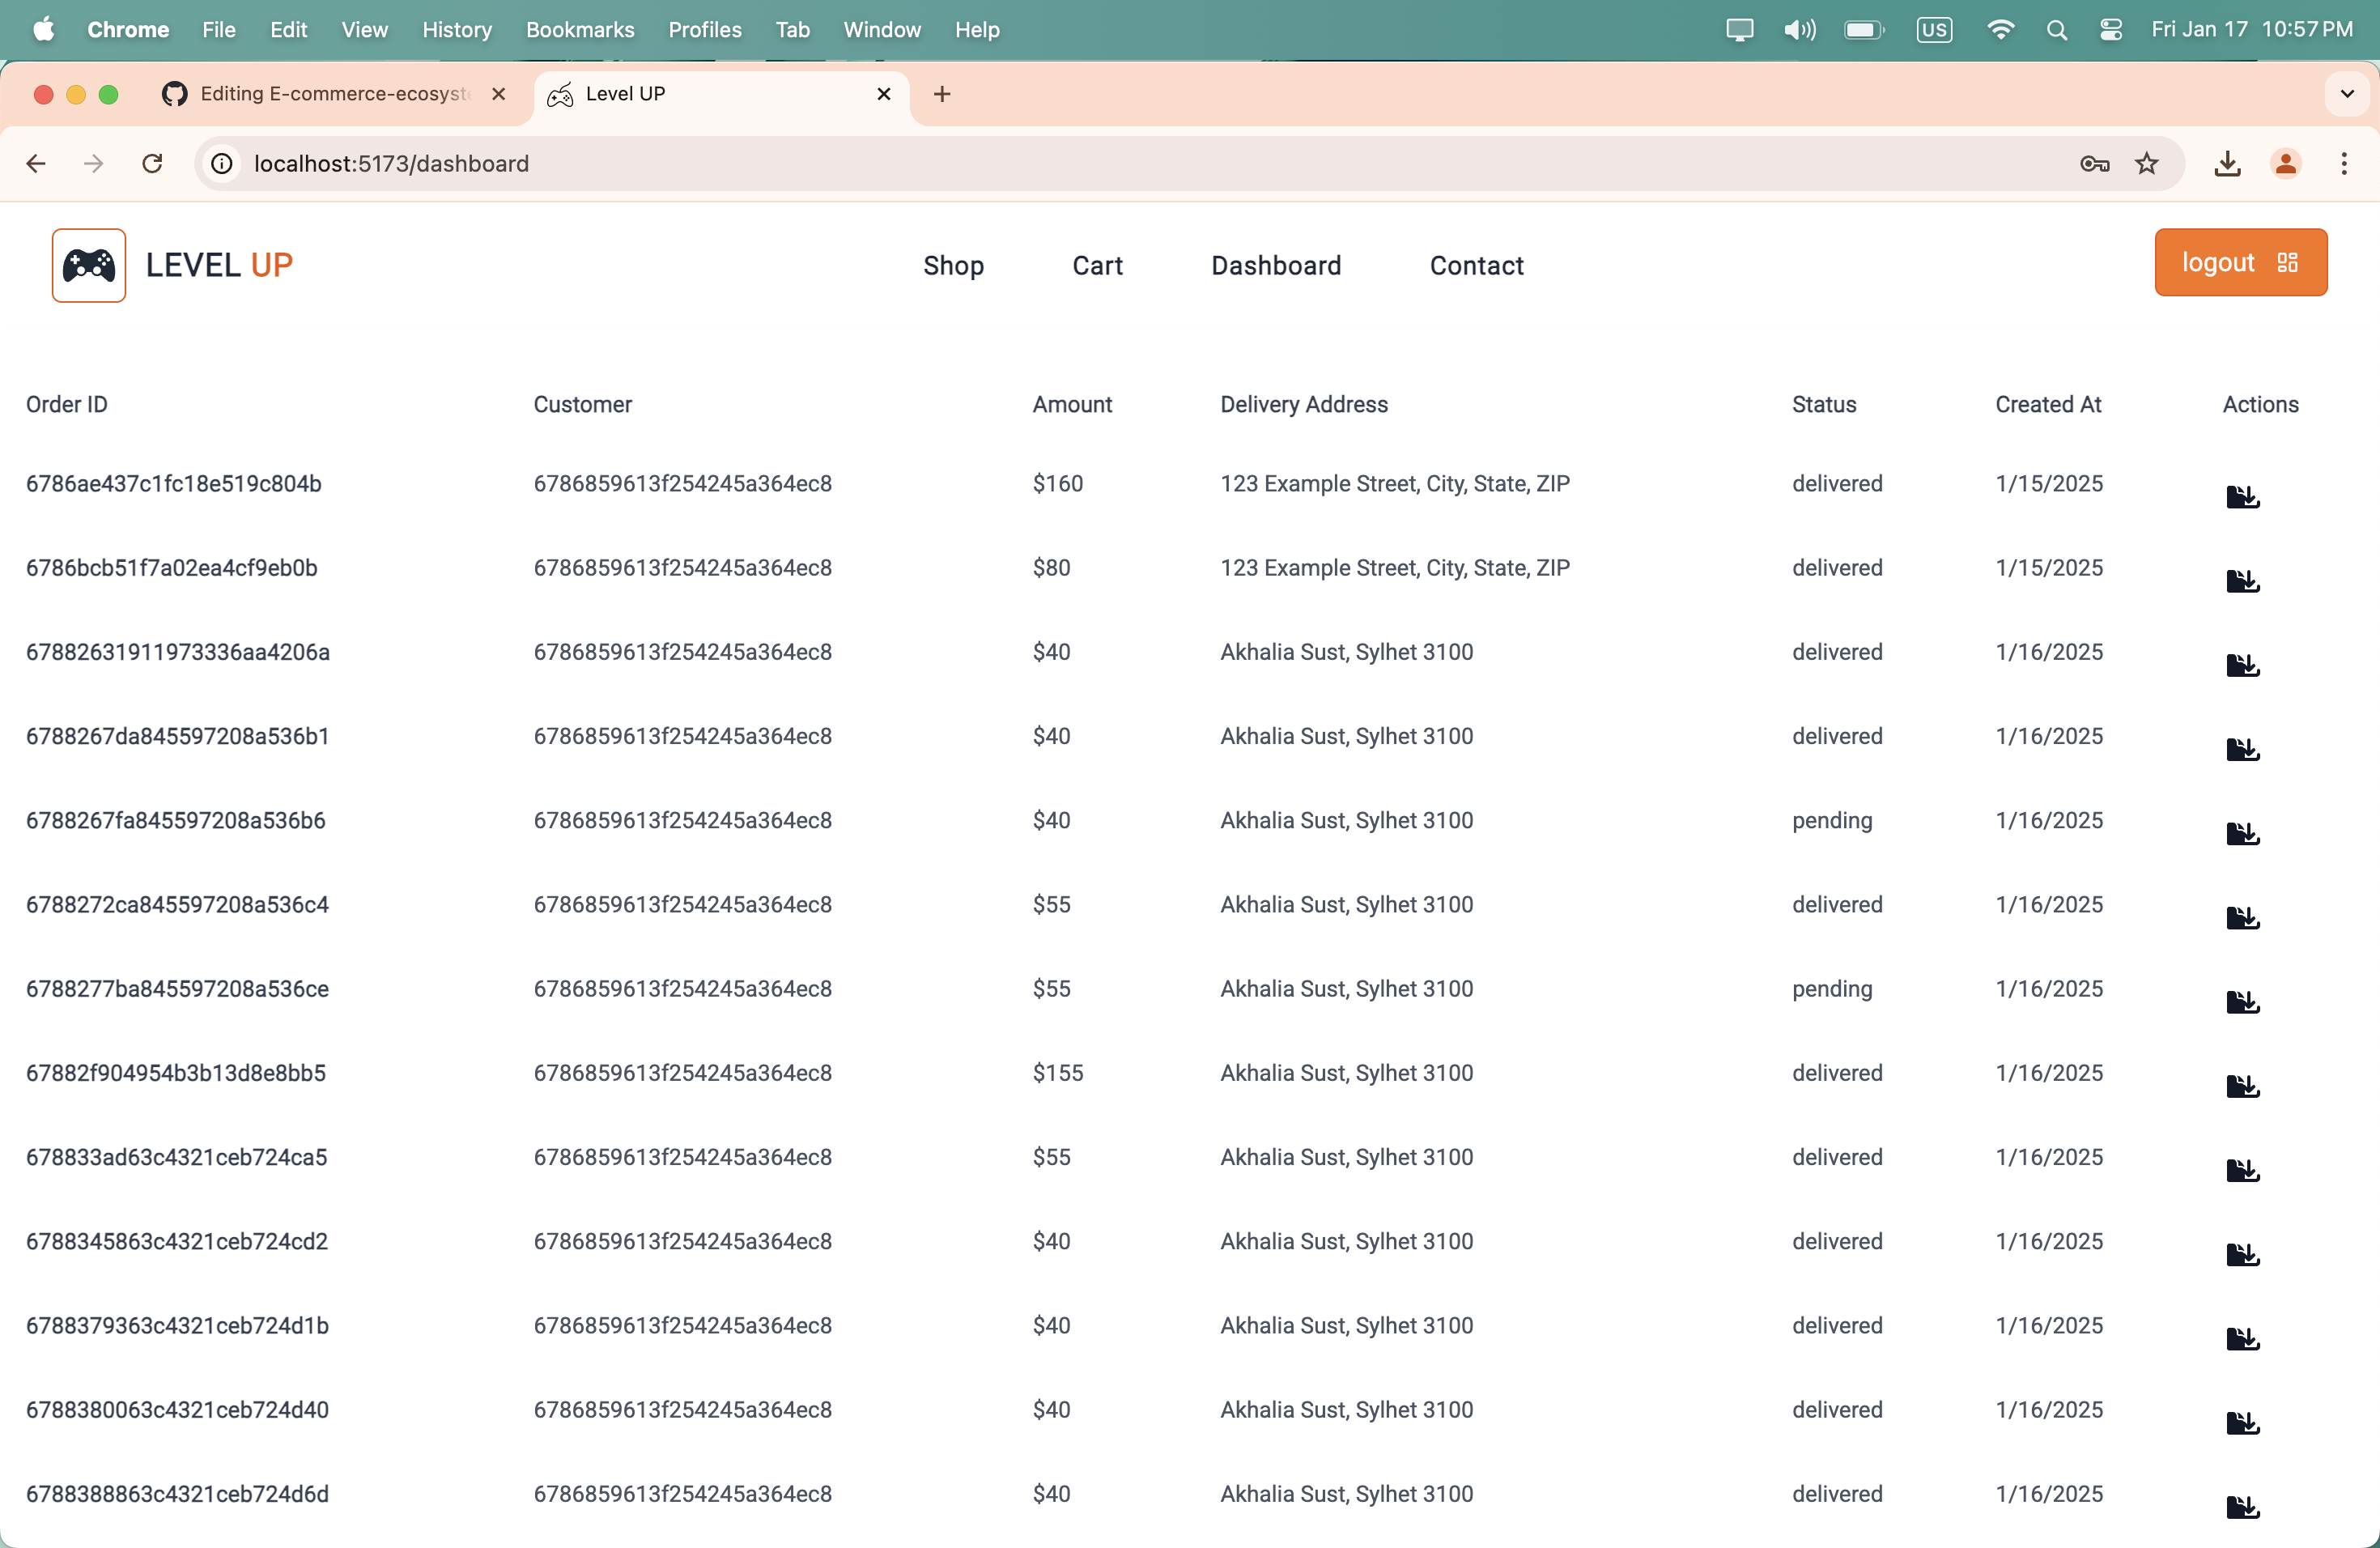 Chrome File Edit View History Bookmarks Profiles Tab Window Help US Fri Jan 17 10:57 PM
Editing E-commerce-ecosyst Level UP
localhost:5173/dashboard
LEVEL UP Shop Cart Dashboard Contact logout
Order ID Customer Amount Delivery Address Status Created At Actions
6786ae437c1fc18e519c804b 6786859613f254245a364ec8 $160 123 Example Street, City, State, ZIP delivered 1/15/2025
6786bcb51f7a02ea4cf9eb0b 6786859613f254245a364ec8 $80 123 Example Street, City, State, ZIP delivered 1/15/2025
67882631911973336aa4206a 6786859613f254245a364ec8 $40 Akhalia Sust, Sylhet 3100 delivered 1/16/2025
6788267da845597208a536b1 6786859613f254245a364ec8 $40 Akhalia Sust, Sylhet 3100 delivered 1/16/2025
6788267fa845597208a536b6 6786859613f254245a364ec8 $40 Akhalia Sust, Sylhet 3100 pending 1/16/2025
6788272ca845597208a536c4 6786859613f254245a364ec8 $55 Akhalia Sust, Sylhet 3100 delivered 1/16/2025
6788277ba845597208a536ce 6786859613f254245a364ec8 $55 Akhalia Sust, Sylhet 3100 pending 1/16/2025
67882f904954b3b13d8e8bb5 6786859613f254245a364ec8 $155 Akhalia Sust, Sylhet 3100 delivered 1/16/2025
678833ad63c4321ceb724ca5 6786859613f254245a364ec8 $55 Akhalia Sust, Sylhet 3100 delivered 1/16/2025
6788345863c4321ceb724cd2 6786859613f254245a364ec8 $40 Akhalia Sust, Sylhet 3100 delivered 1/16/2025
6788379363c4321ceb724d1b 6786859613f254245a364ec8 $40 Akhalia Sust, Sylhet 3100 delivered 1/16/2025
6788380063c4321ceb724d40 6786859613f254245a364ec8 $40 Akhalia Sust, Sylhet 3100 delivered 1/16/2025
6788388863c4321ceb724d6d 6786859613f254245a364ec8 $40 Akhalia Sust, Sylhet 3100 delivered 1/16/2025